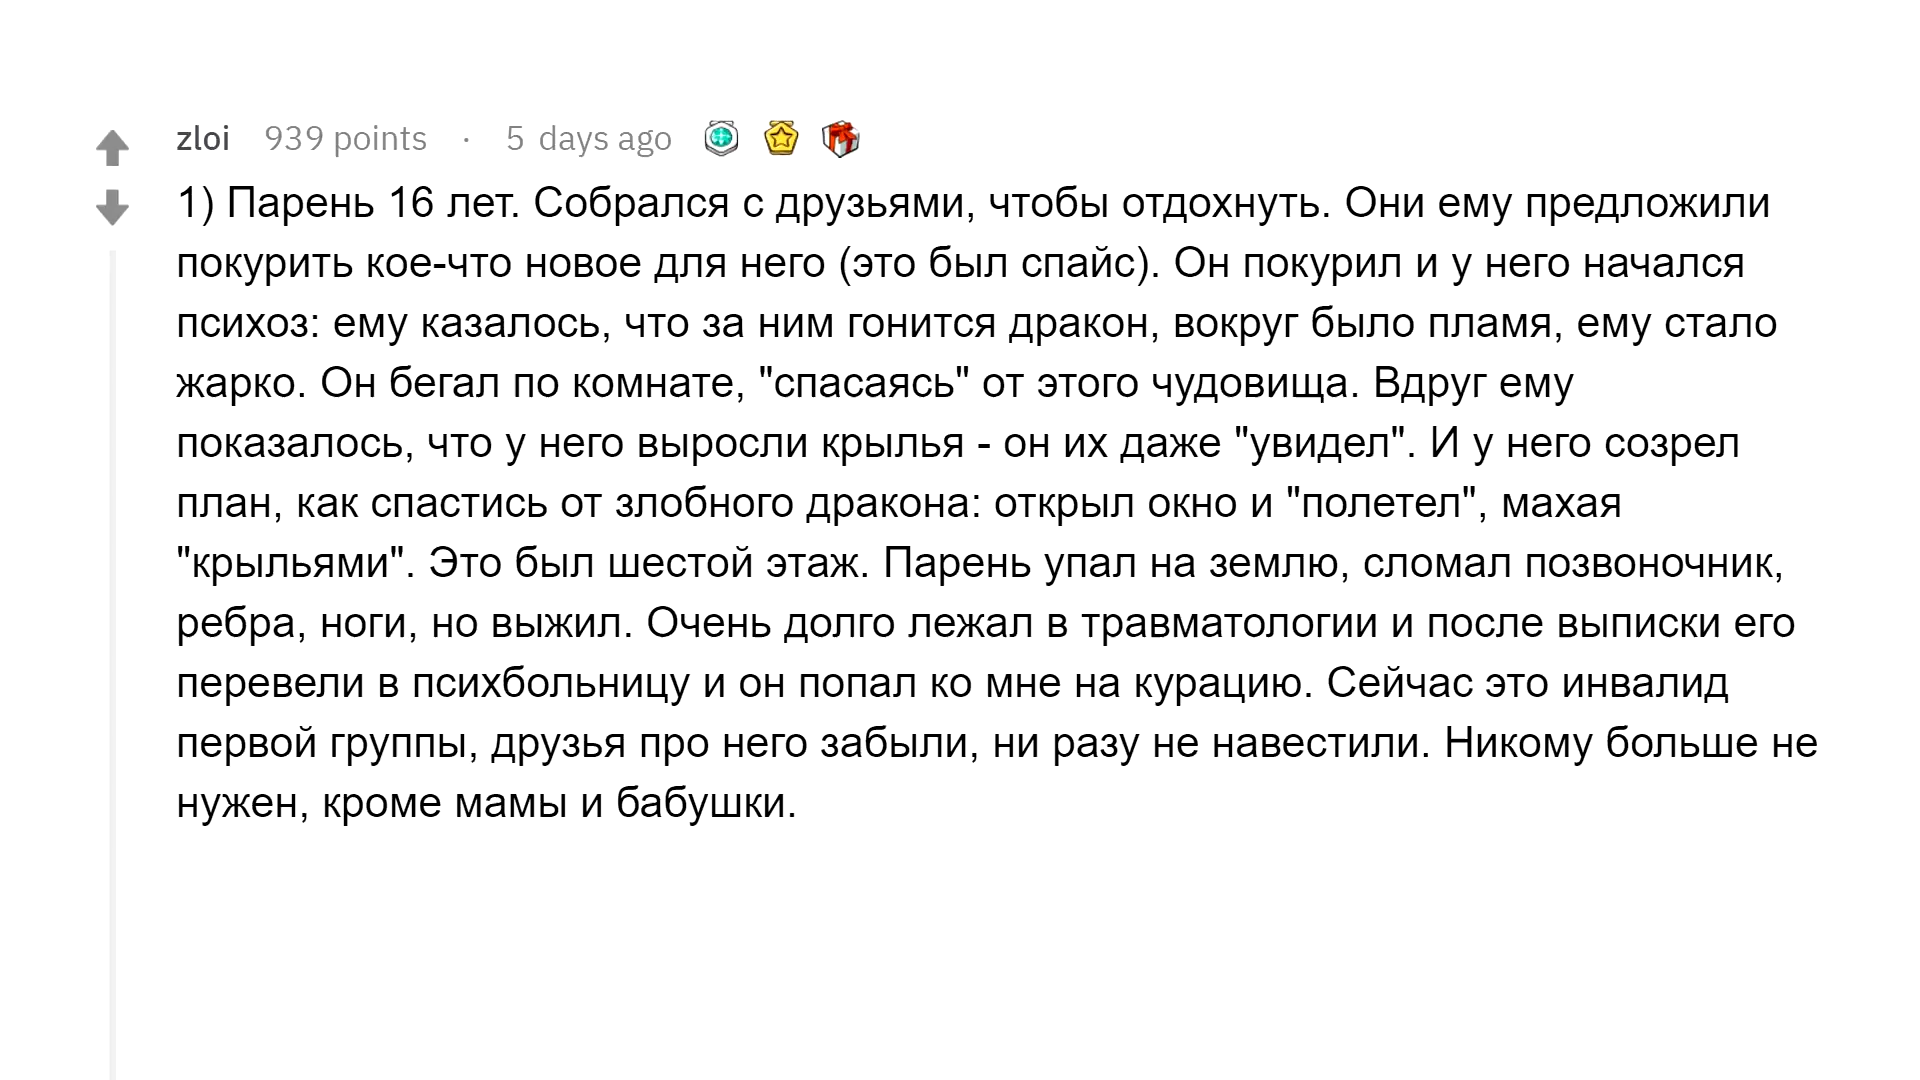 zloi 939 points · 5 days ago
1) Парень 16 лет. Собрался с друзьями, чтобы отдохнуть. Они ему предложили
покурить кое-что новое для него (это был спайс). Он покурил и у него начался
психоз: ему казалось, что за ним гонится дракон, вокруг было пламя, ему стало
жарко. Он бегал по комнате, "спасаясь" от этого чудовища. Вдруг ему
показалось, что у него выросли крылья - он их даже "увидел". И у него созрел
план, как спастись от злобного дракона: открыл окно и "полетел", махая
"крыльями". Это был шестой этаж. Парень упал на землю, сломал позвоночник,
ребра, ноги, но выжил. Очень долго лежал в травматологии и после выписки его
перевели в психбольницу и он попал ко мне на курацию. Сейчас это инвалид
первой группы, друзья про него забыли, ни разу не навестили. Никому больше не
нужен, кроме мамы и бабушки.